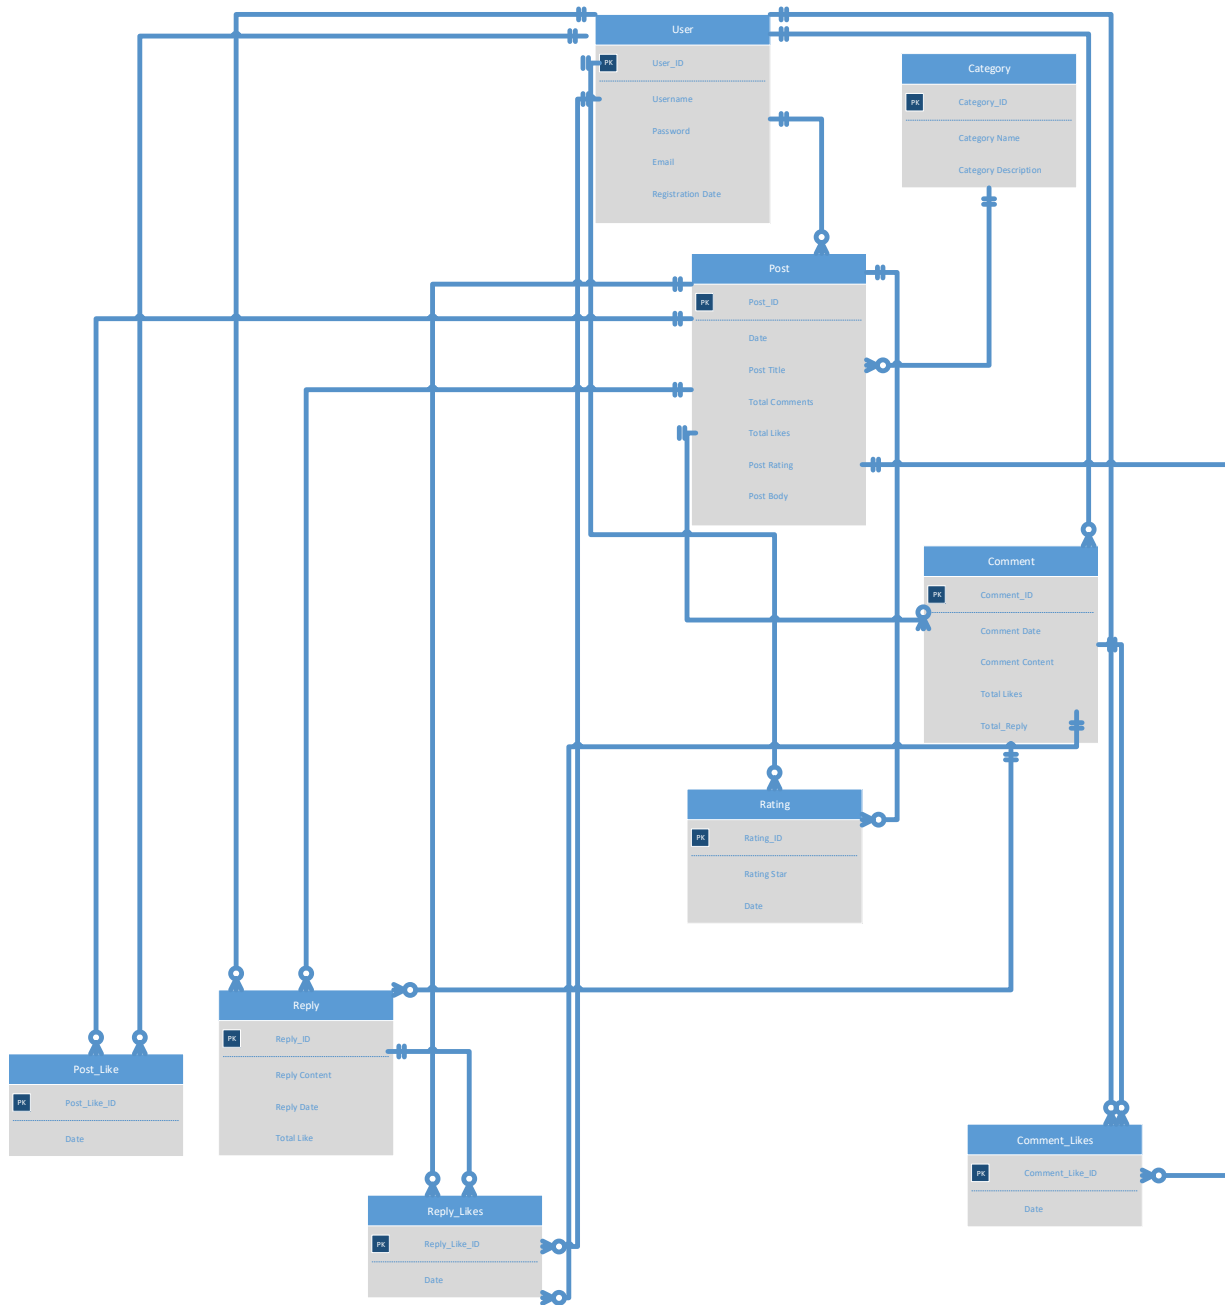 User
PK User_ID
Username
Password
Email
Registration Date
Category
PK Category_ID
Category Name
Category Description
Post
PK Post_ID
Date
Post Title
Total Comments
Total Likes
Post Rating
Post Body
Comment
PK Comment_ID
Comment Date
Comment Content
Total Likes
Total_Reply
Rating
PK Rating_ID
Rating Star
Date
Reply
PK Reply_ID
Reply Content
Reply Date
Total Like
Post_Like
PK Post_Like_ID
Date
Comment_Likes
PK Comment_Like_ID
Date
Reply_Likes
PK Reply_Like_ID
Date